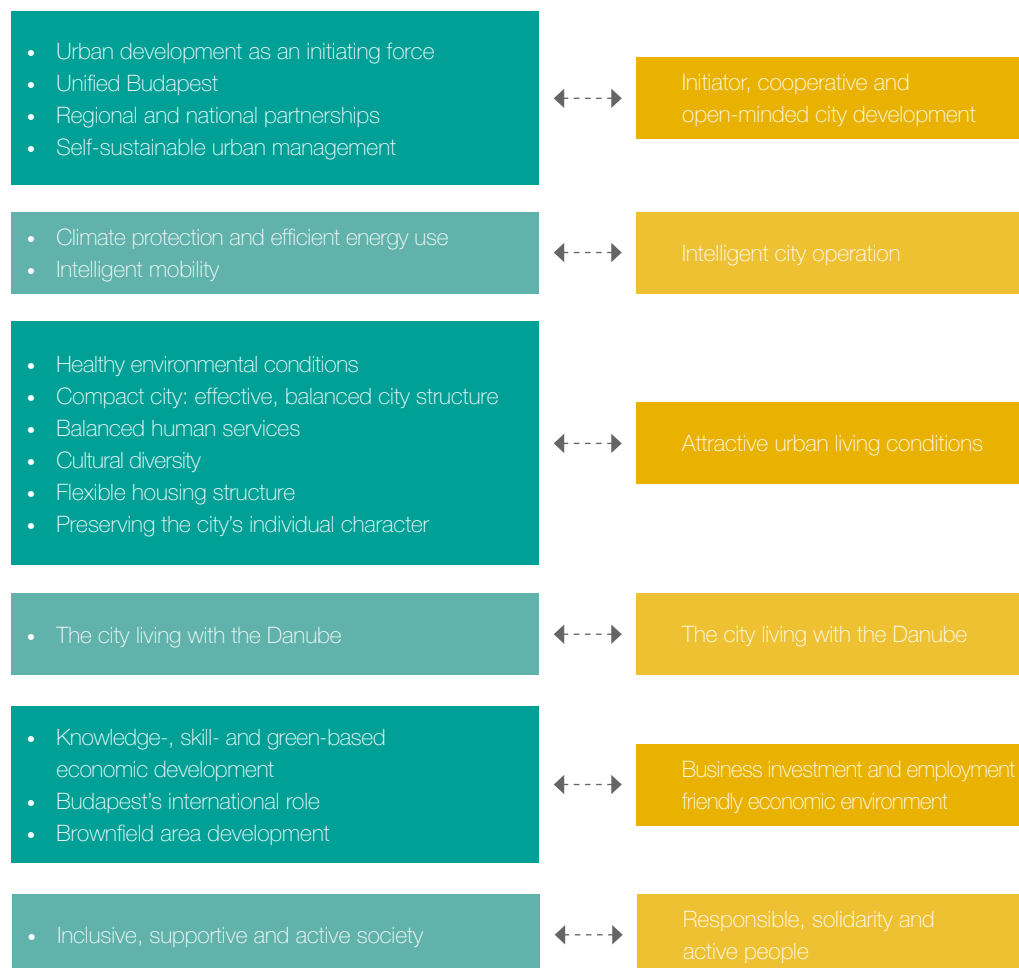 • Urban development as an initiating force
• Unified Budapest
• Regional and national partnerships
• Self-sustainable urban management
Initiator, cooperative and
open-minded city development
• Climate protection and efficient energy use
• Intelligent mobility
Intelligent city operation
• Healthy environmental conditions
• Compact city: effective, balanced city structure
• Balanced human services
• Cultural diversity
• Flexible housing structure
• Preserving the city's individual character
Attractive urban living conditions
• The city living with the Danube
The city living with the Danube
• Knowledge-, skill- and green-based
economic development
• Budapest's international role
• Brownfield area development
Business investment and employment
friendly economic environment
• Inclusive, supportive and active society
Responsible, solidarity and
active people